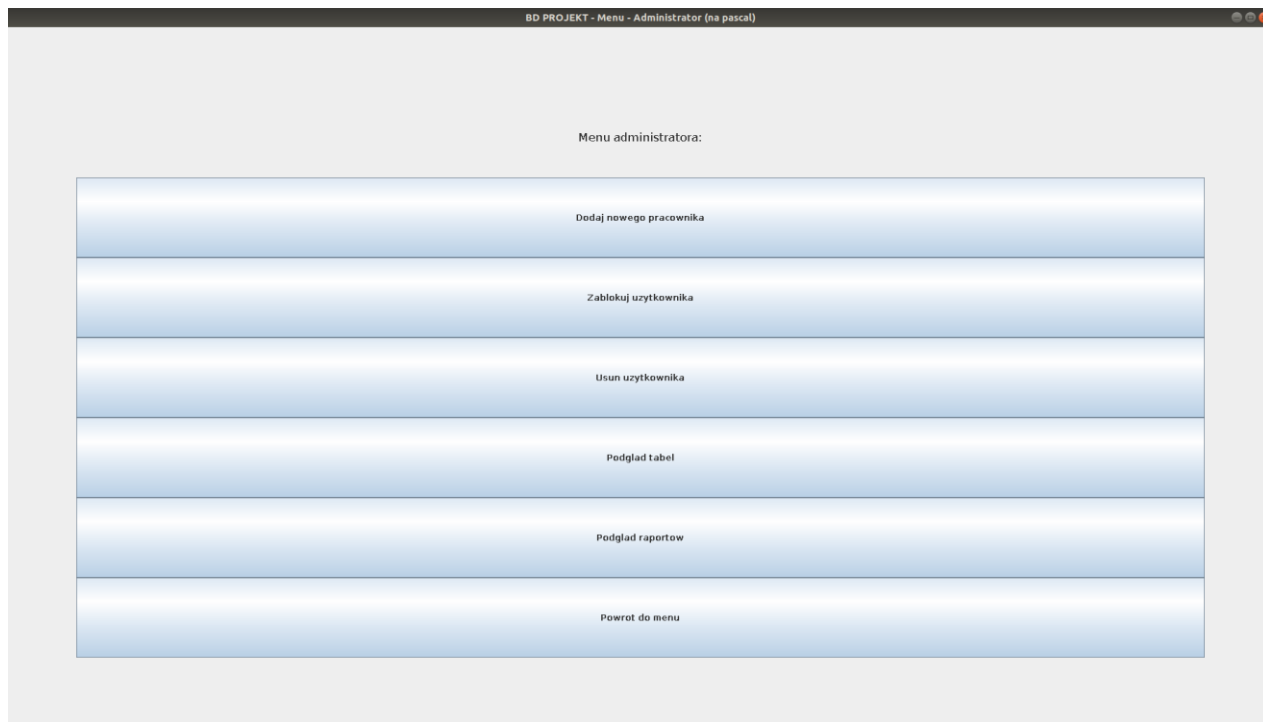 BD PROJEKT - Menu - Administrator (na pascal)
Menu administratora:
Dodaj nowego pracownika
Zablokuj uzytkownika
Usun uzytkownika
Podglad tabel
Podglad raportow
Powrot do menu